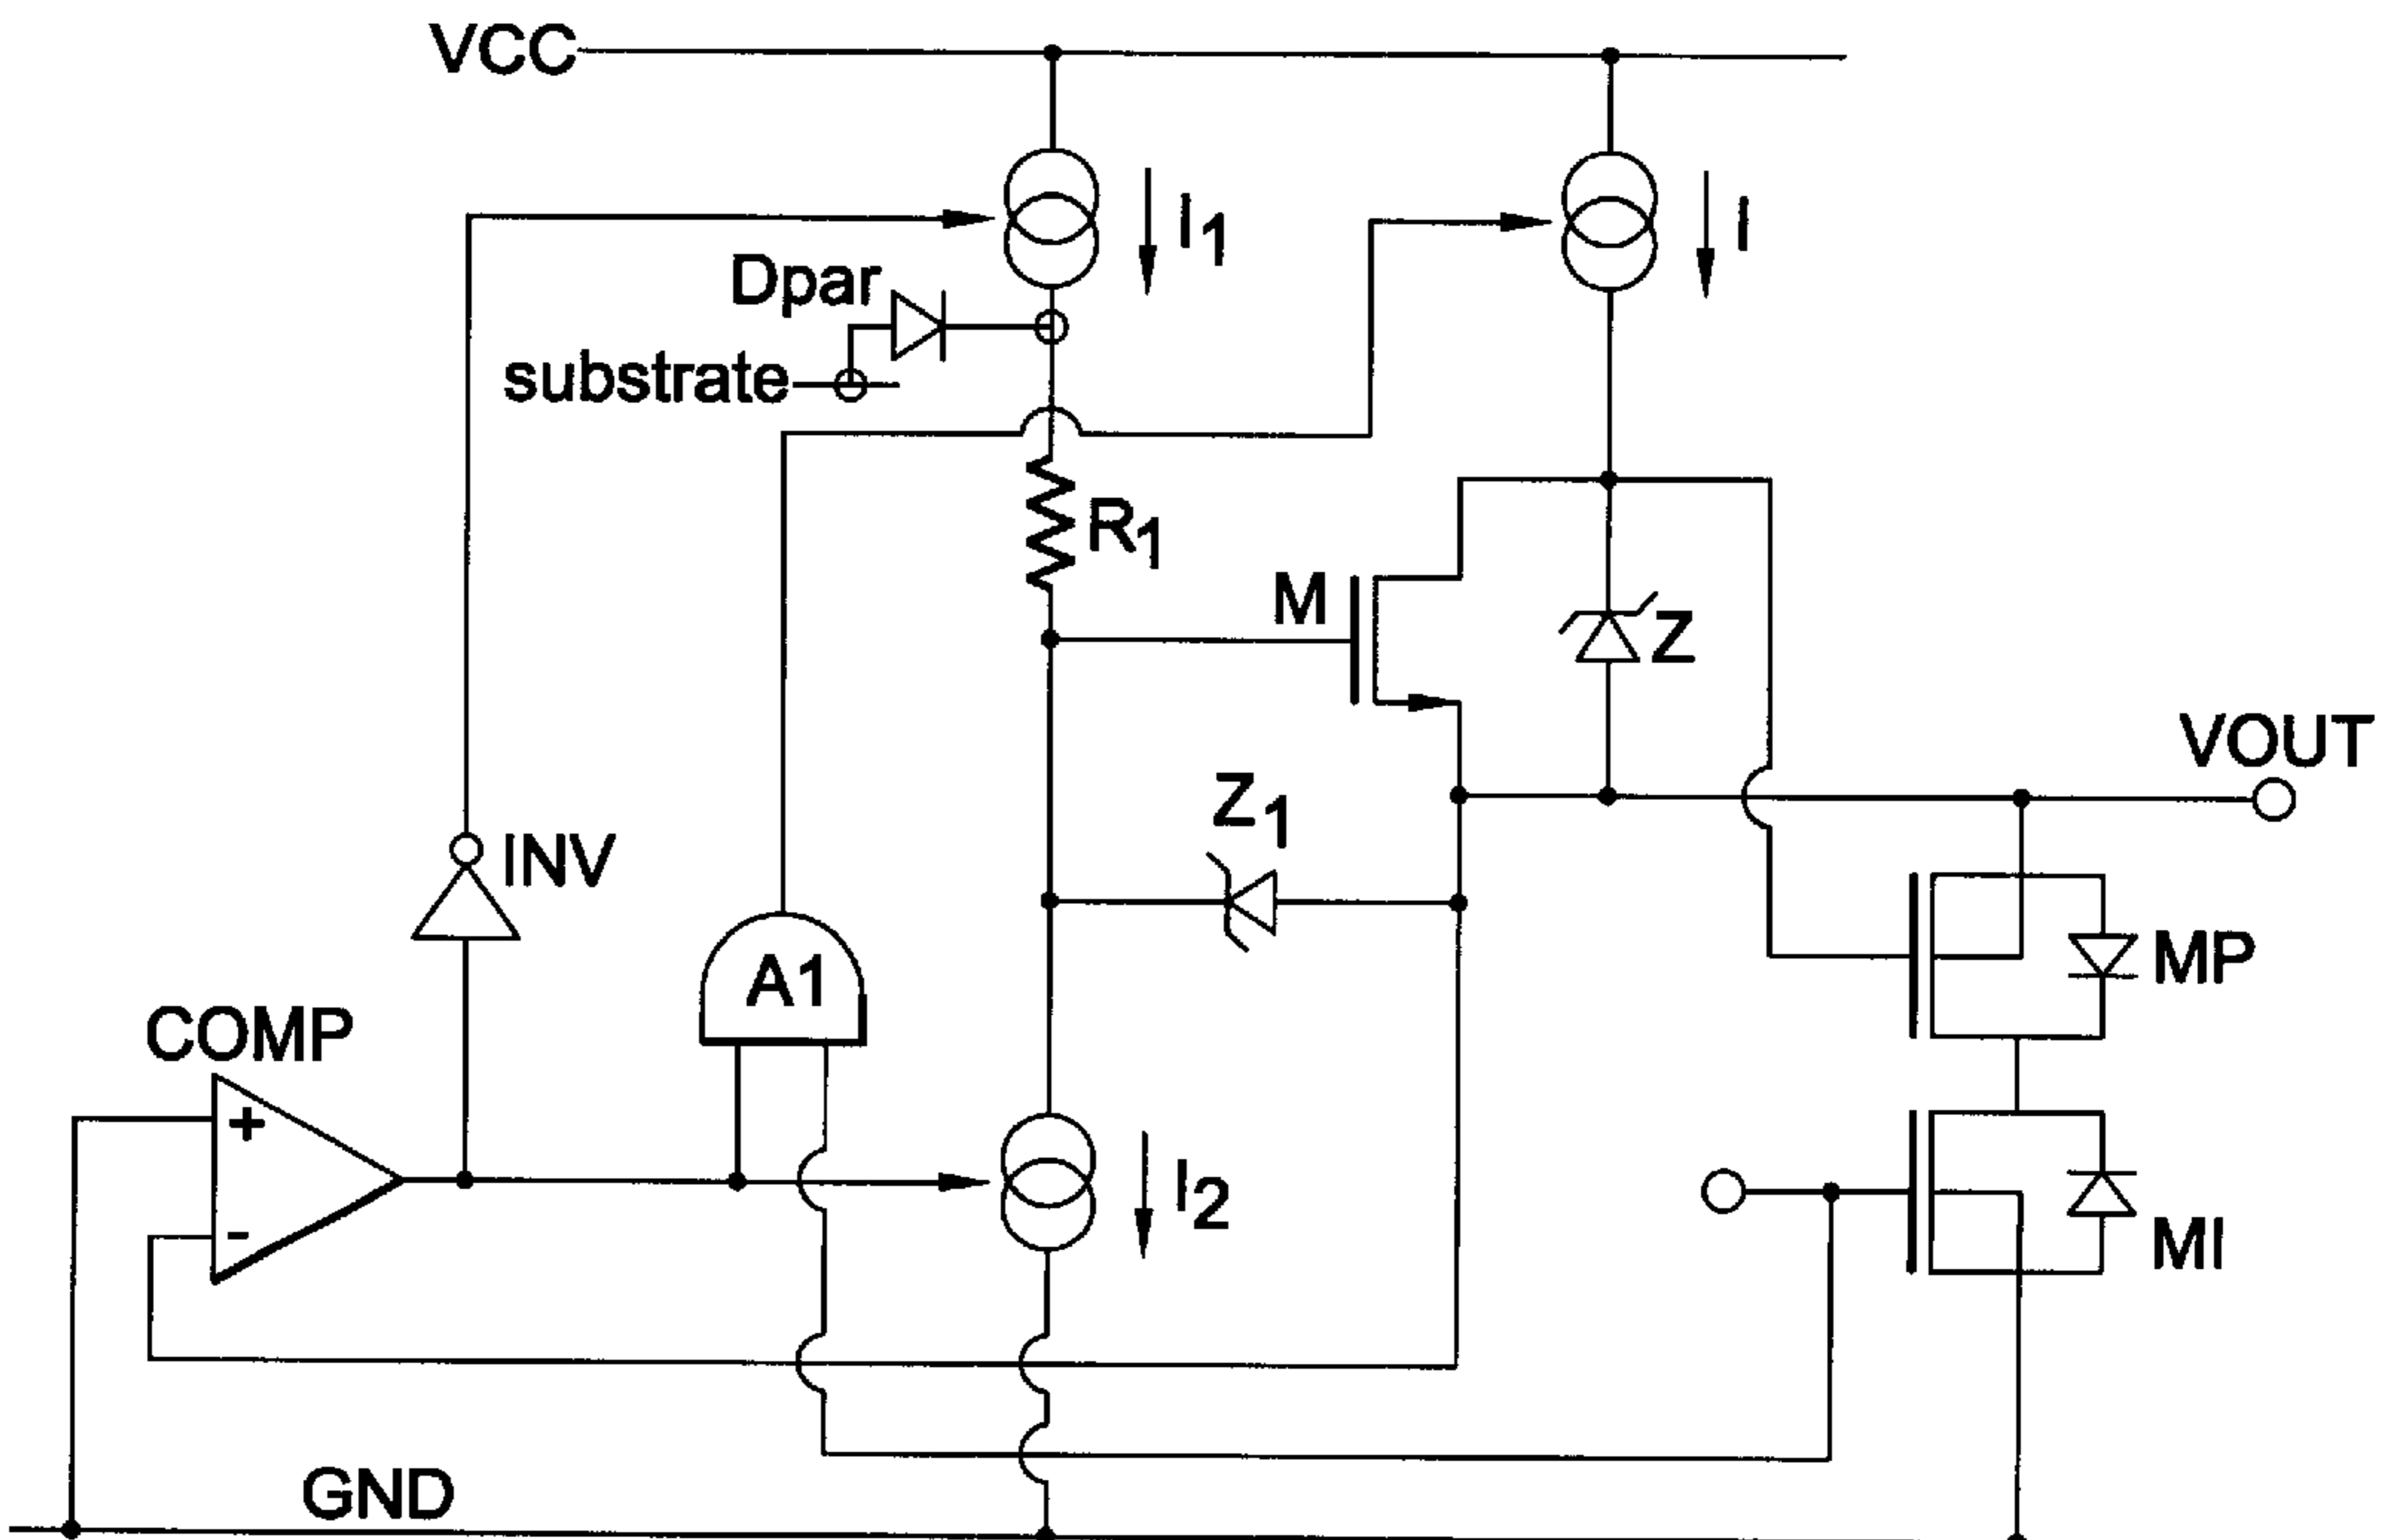 VCC
I1
I
Dpar
substrate
R1
M
Z
VOUT
Z1
INV
A1
MP
COMP
+
-
I2
MI
GND